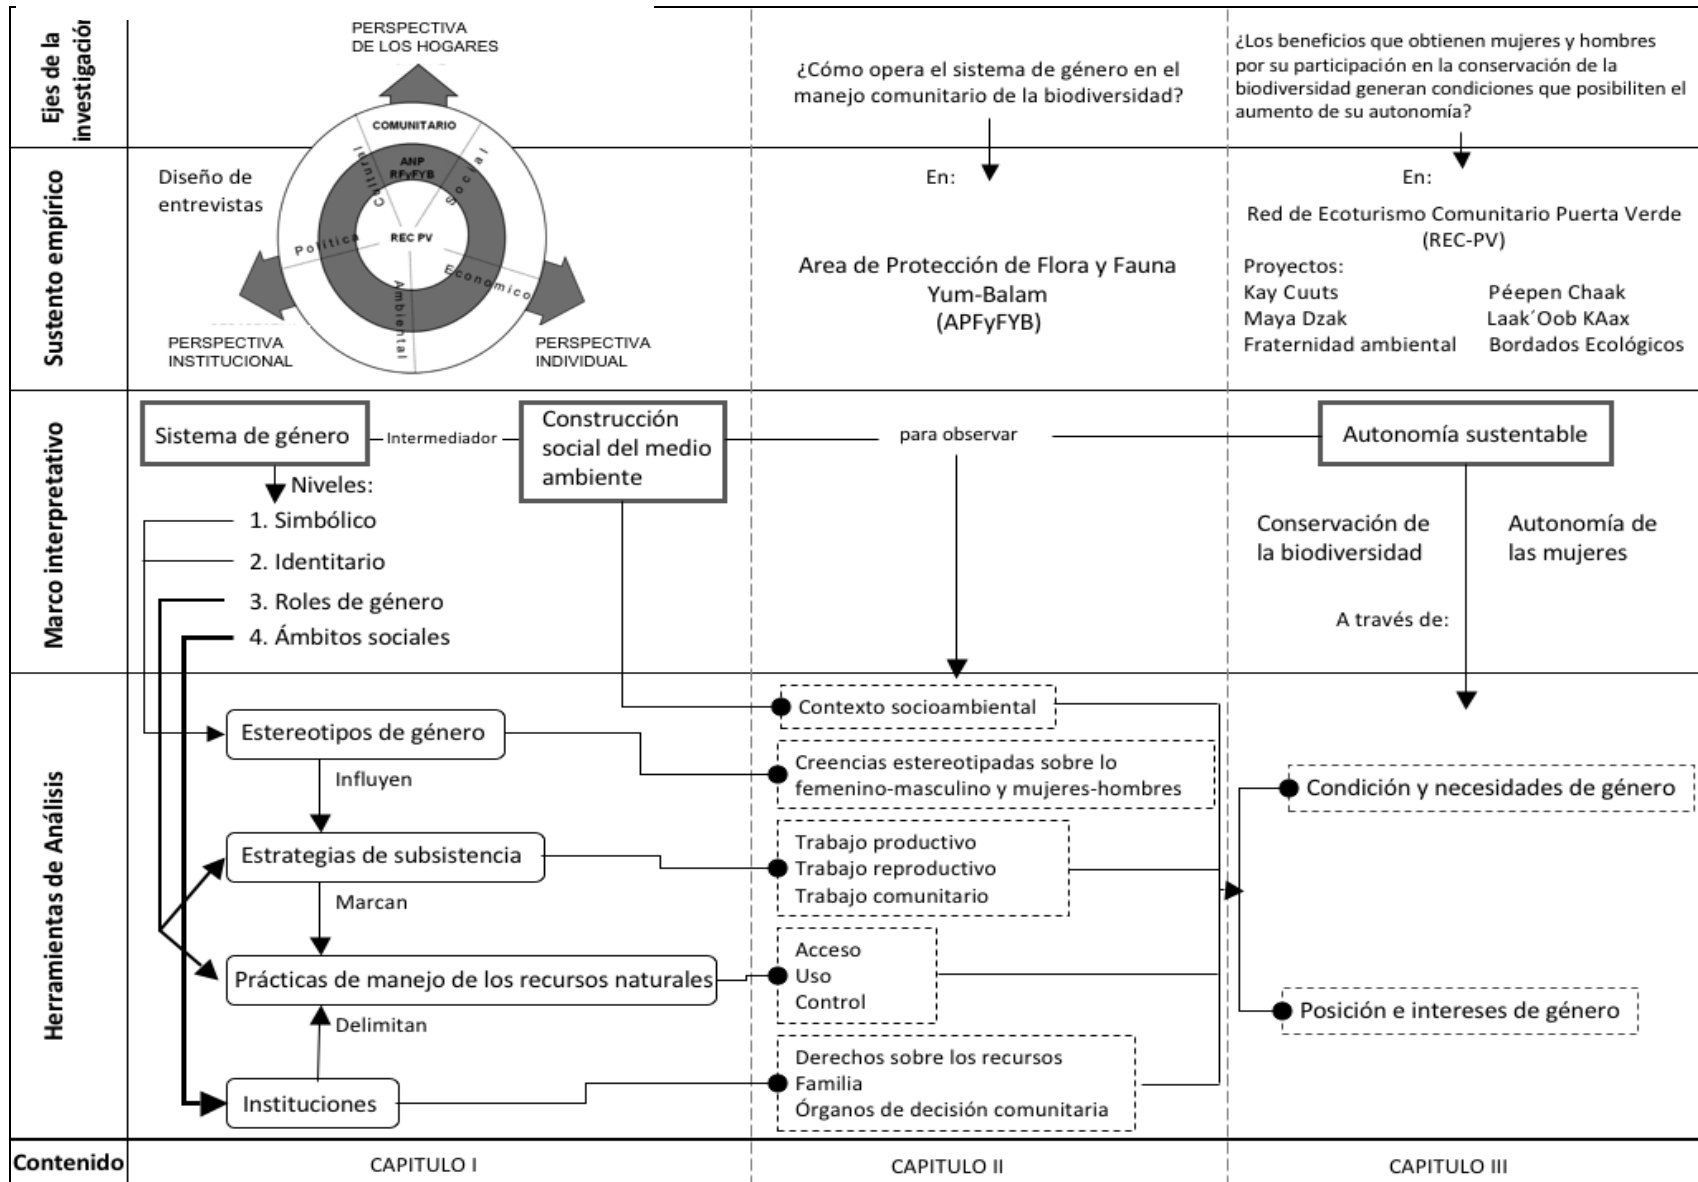 Ejes de la
investigación
PERSPECTIVA
DE LOS HOGARES
¿Cómo opera el sistema de género en el
manejo comunitario de la biodiversidad?
¿Los beneficios que obtienen mujeres y hombres
por su participación en la conservación de la
biodiversidad generan condiciones que posibiliten el
aumento de su autonomía?
Sustento empírico
Diseño de
entrevistas
COMUNITARIO
ANP
RFyFYB
REC PV
Cultural
Social
Política
Economico
Ambiental
PERSPECTIVA
INSTITUCIONAL
PERSPECTIVA
INDIVIDUAL
En:
Area de Protección de Flora y Fauna
Yum-Balam
(APFyFYB)
En:
Red de Ecoturismo Comunitario Puerta Verde
(REC-PV)
Proyectos:
Kay Cuuts
Péepen Chaak
Maya Dzak
Laak´Oob KAax
Fraternidad ambiental
Bordados Ecológicos
Marco interpretativo
Sistema de género
Intermediador
Construcción
social del medio
ambiente
para observar
Autonomía sustentable
Niveles:
1. Simbólico
2. Identitario
3. Roles de género
4. Ámbitos sociales
Conservación de
la biodiversidad
Autonomía de
las mujeres
A través de:
Herramientas de Análisis
Estereotipos de género
Influyen
Estrategias de subsistencia
Marcan
Prácticas de manejo de los recursos naturales
Delimitan
Instituciones
Contexto socioambiental
Creencias estereotipadas sobre lo
femenino-masculino y mujeres-hombres
Trabajo productivo
Trabajo reproductivo
Trabajo comunitario
Acceso
Uso
Control
Derechos sobre los recursos
Familia
Órganos de decisión comunitaria
Condición y necesidades de género
Posición e intereses de género
Contenido
CAPITULO I
CAPITULO II
CAPITULO III